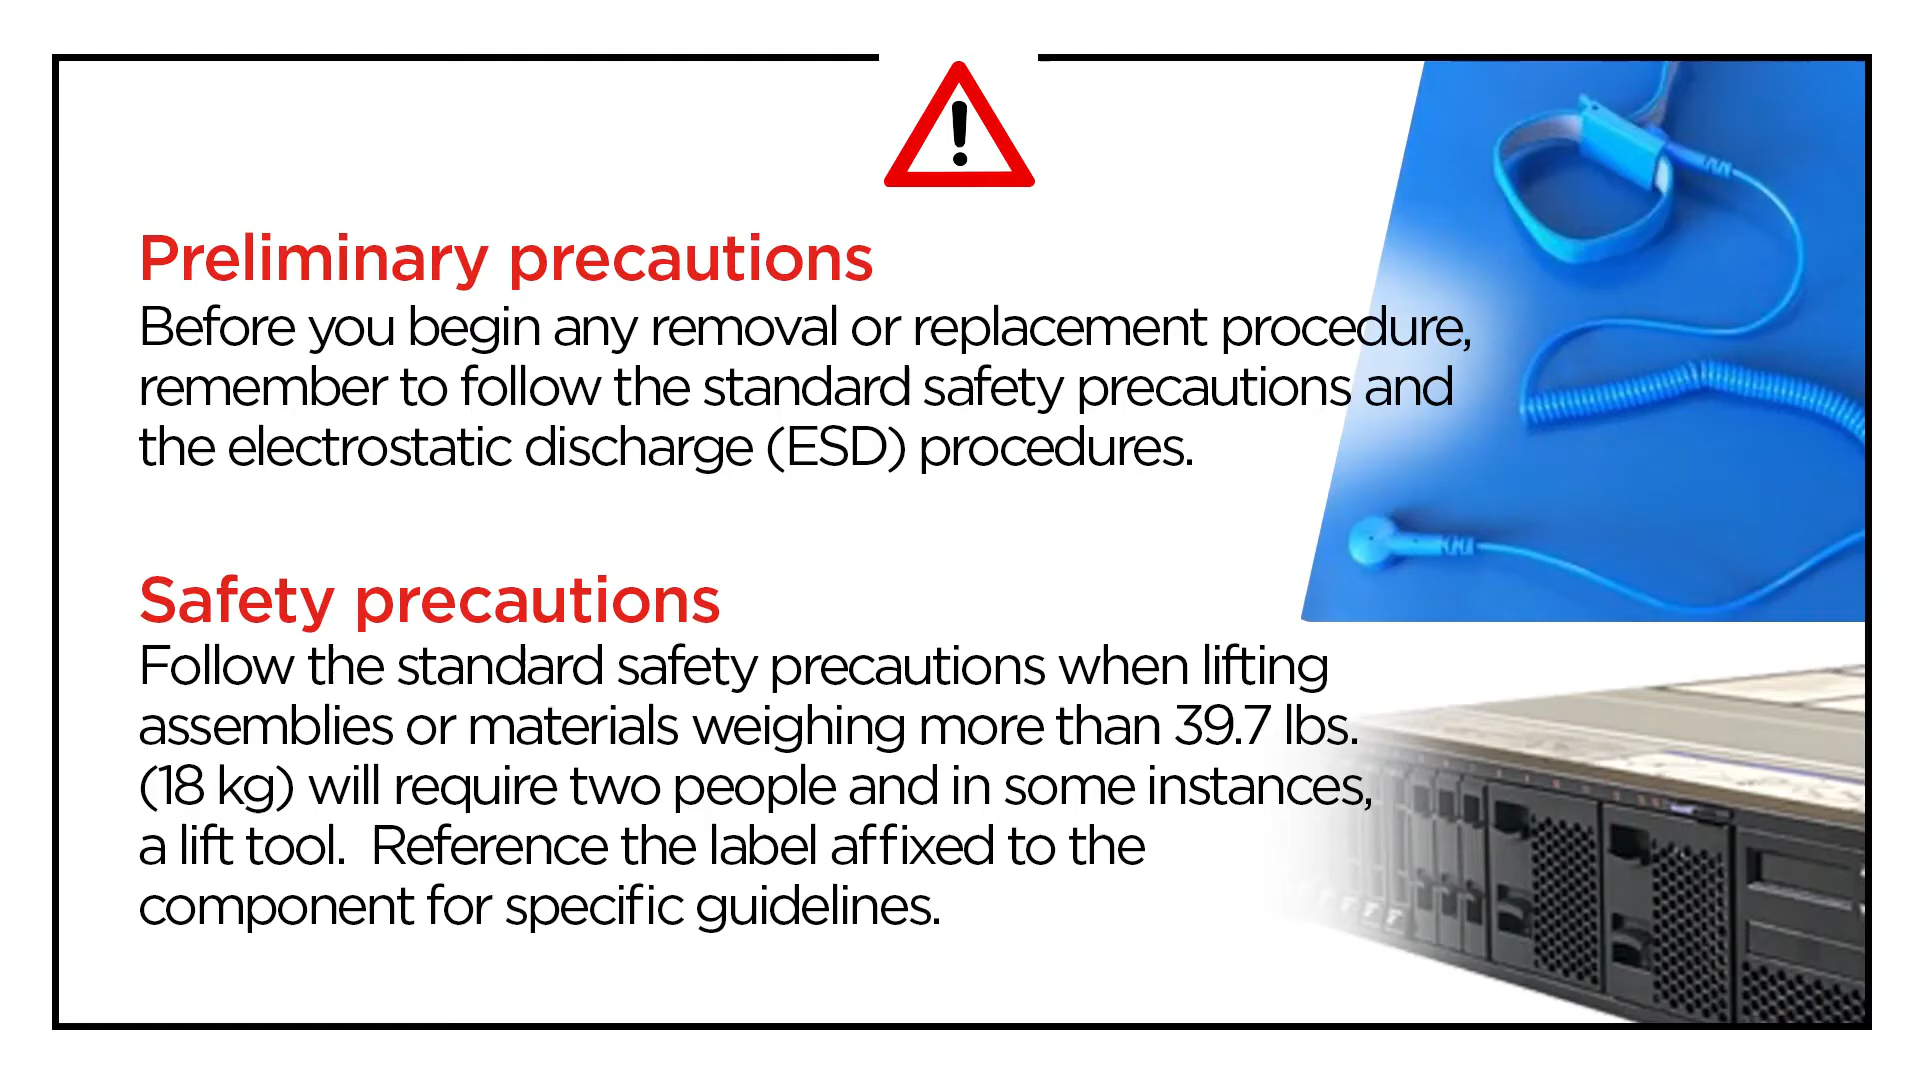 Preliminary precautions
Before you begin any removal or replacement procedure,
remember to follow the standard safety precautions and
the electrostatic discharge (ESD) procedures.
Safety precautions
Follow the standard safety precautions when lifting
assemblies or materials weighing more than 39.7 lbs.
(18 kg) will require two people and in some instances,
a lift tool.  Reference the label affixed to the
component for specific guidelines.